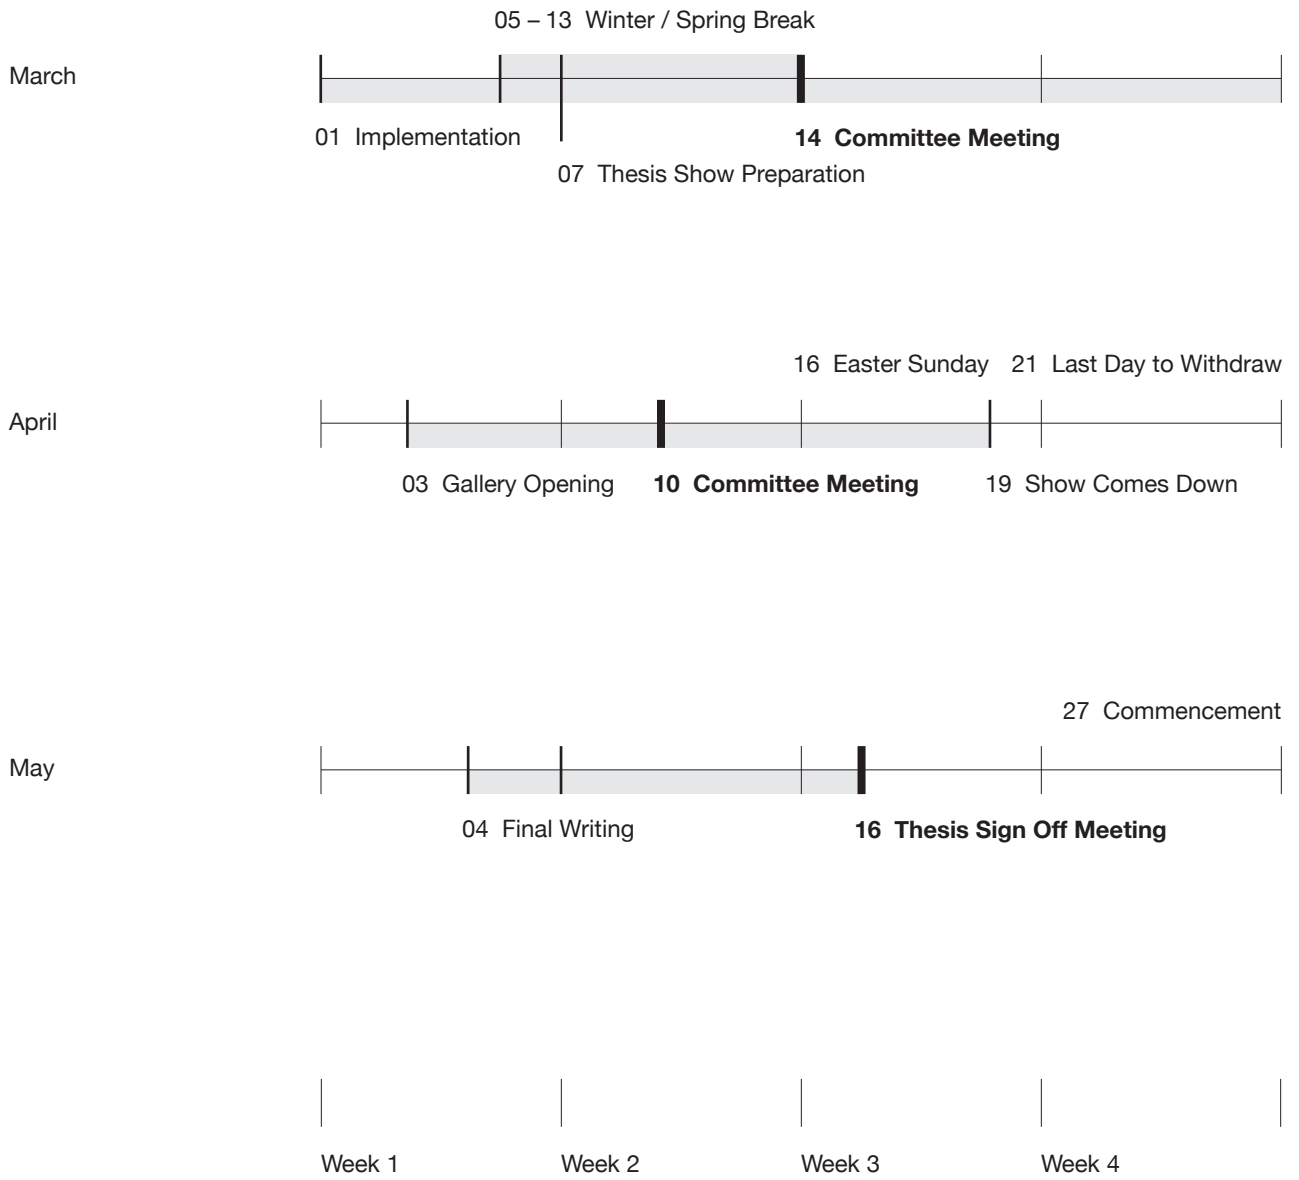 05 – 13 Winter / Spring Break
March
01 Implementation
14 Committee Meeting
07 Thesis Show Preparation
16 Easter Sunday
21 Last Day to Withdraw
April
03 Gallery Opening
10 Committee Meeting
19 Show Comes Down
27 Commencement
May
04 Final Writing
16 Thesis Sign Off Meeting
Week 1
Week 2
Week 3
Week 4